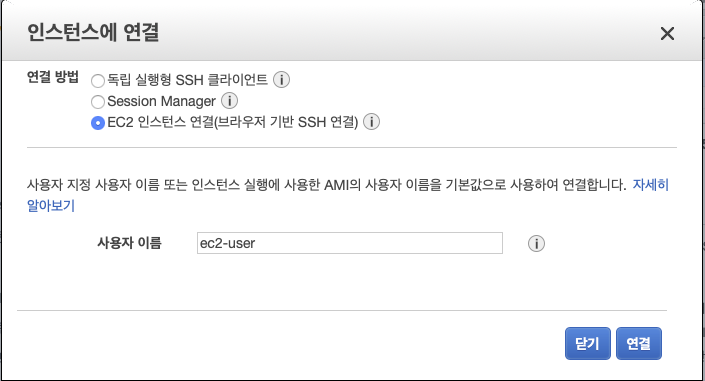 인스턴스에 연결
연결 방법
독립 실행형 SSH 클라이언트
Session Manager
EC2 인스턴스 연결(브라우저 기반 SSH 연결)
사용자 지정 사용자 이름 또는 인스턴스 실행에 사용한 AMI의 사용자 이름을 기본값으로 사용하여 연결합니다. 자세히
알아보기
사용자 이름 ec2-user
닫기 연결